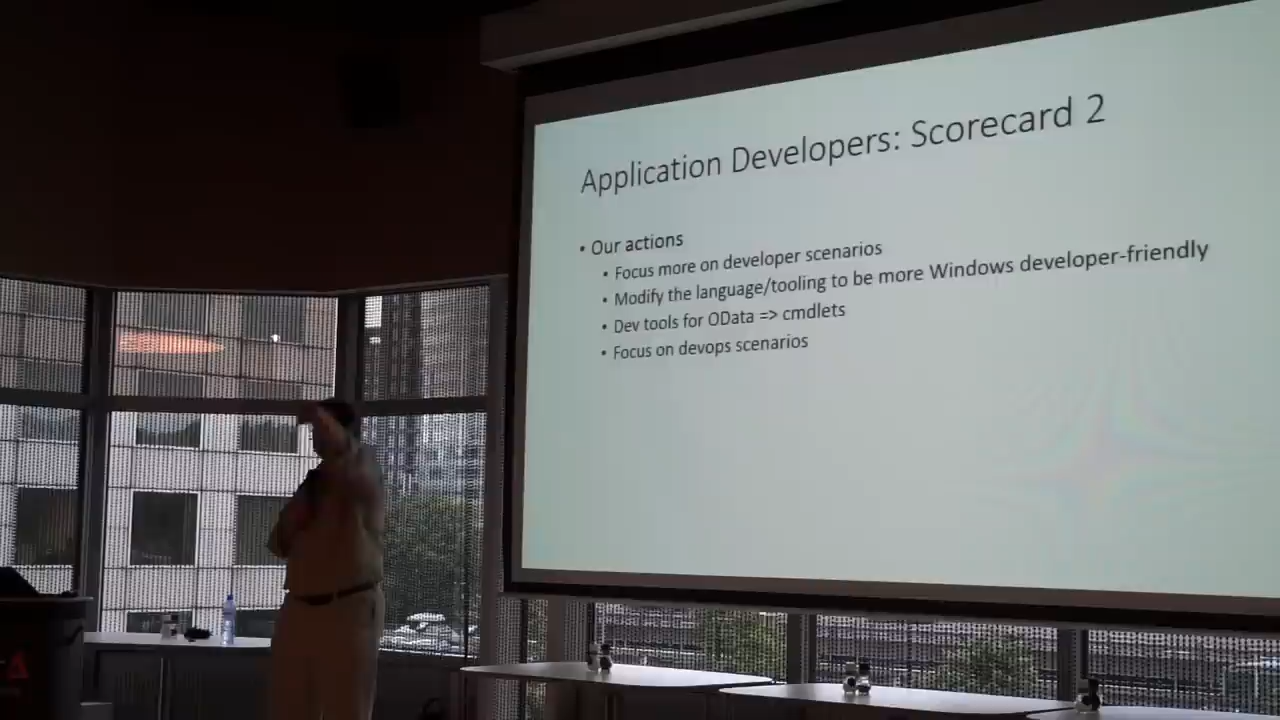 Application Developers: Scorecard 2
• Our actions
• Focus more on developer scenarios
• Modify the language/tooling to be more Windows developer-friendly
• Dev tools for OData => cmdlets
• Focus on devops scenarios